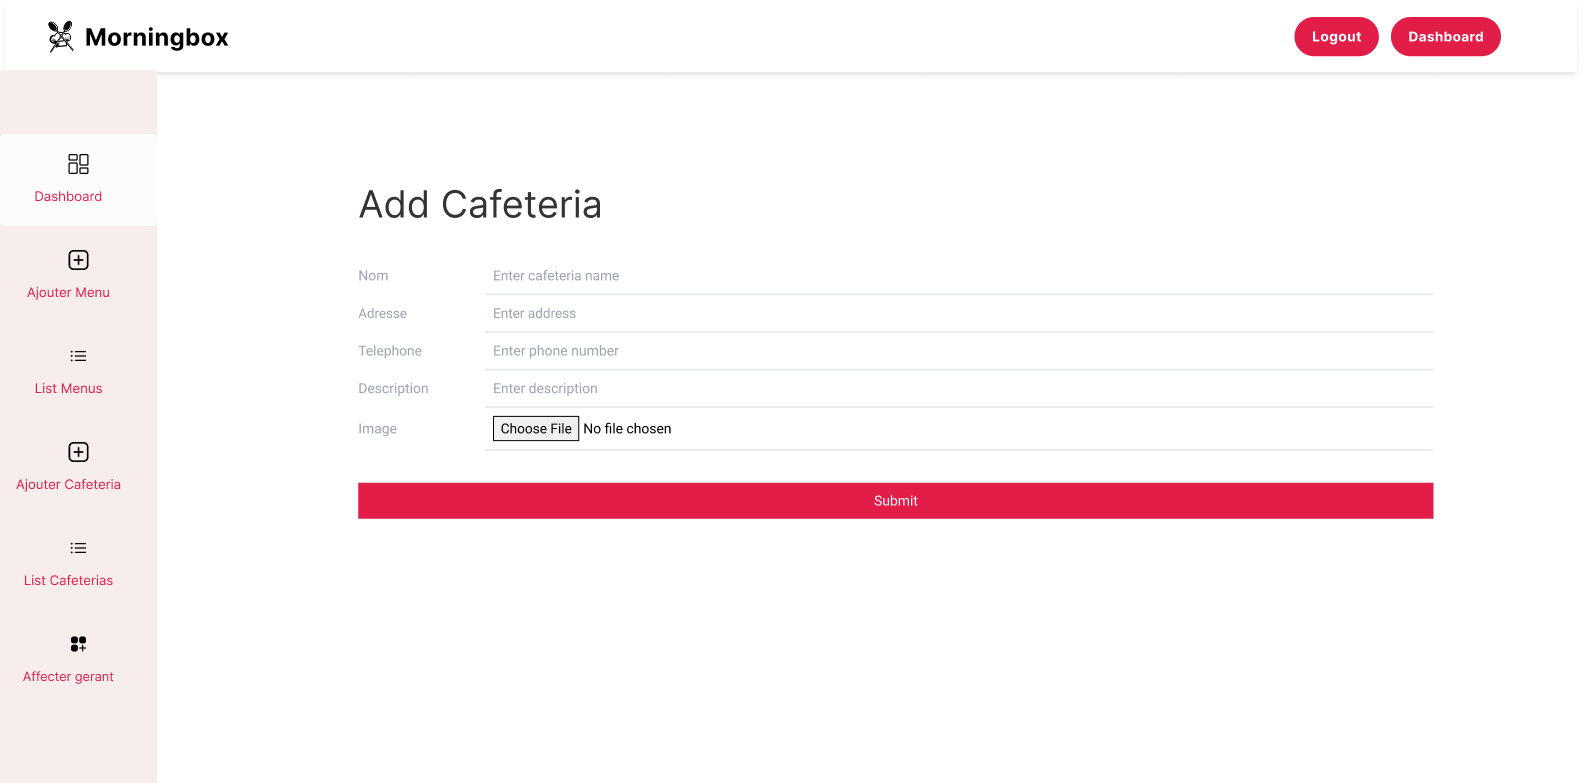 Morningbox
Logout
Dashboard
Dashboard
Ajouter Menu
List Menus
Ajouter Cafeteria
List Cafeterias
Affecter gerant
Add Cafeteria
Nom Enter cafeteria name
Adresse Enter address
Telephone Enter phone number
Description Enter description
Image Choose File No file chosen
Submit